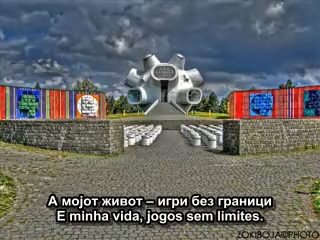 А мојот живот – игри без граници
E minha vida, jogos sem limites.
ZOKIBOJA©PHOTO